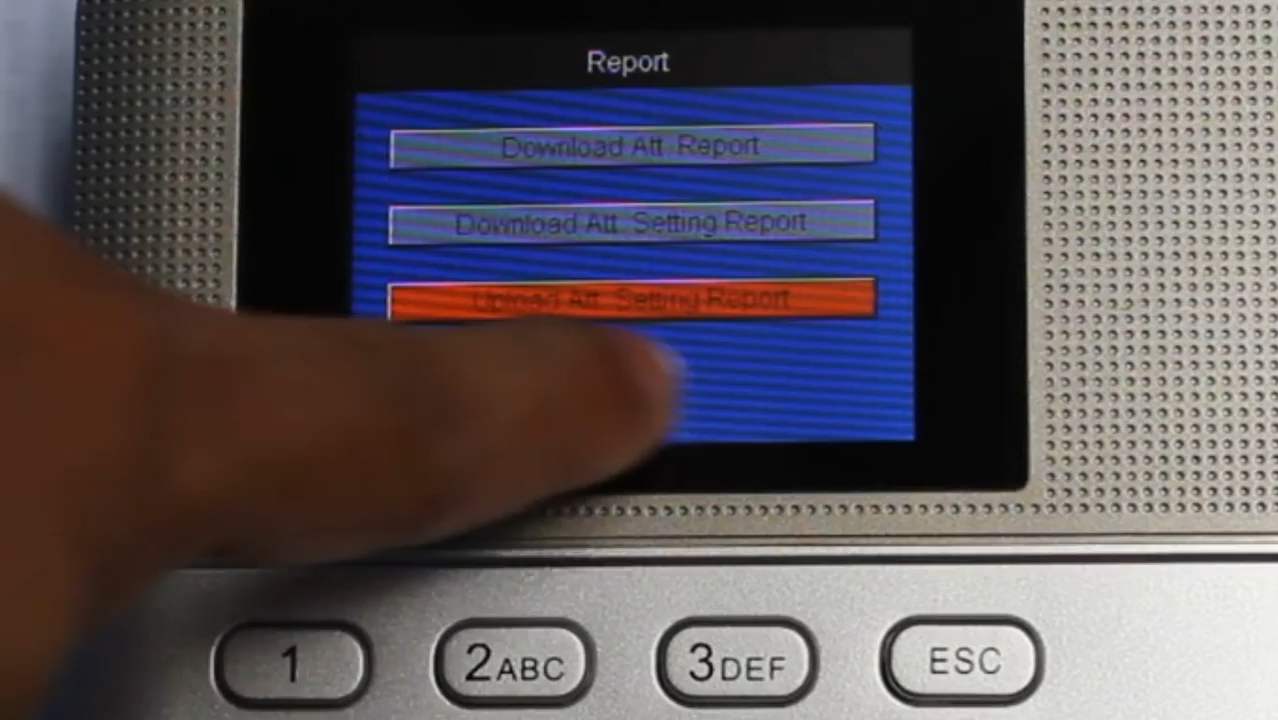 Report
Download Att. Report
Download Att. Setting Report
Upload Att. Setting Report
1
2ABC
3DEF
ESC